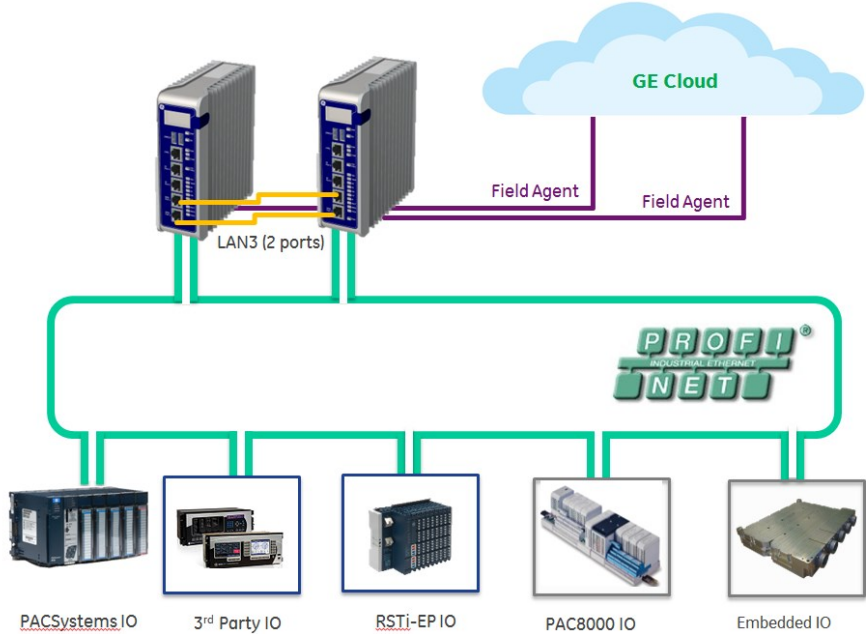 GE Cloud
Field Agent
Field Agent
LAN3 (2 ports)
PROFI®
INDUSTRIAL ETHERNET
NET
PACSystems IO
3rd Party IO
RSTi-EP IO
PAC8000 IO
Embedded IO